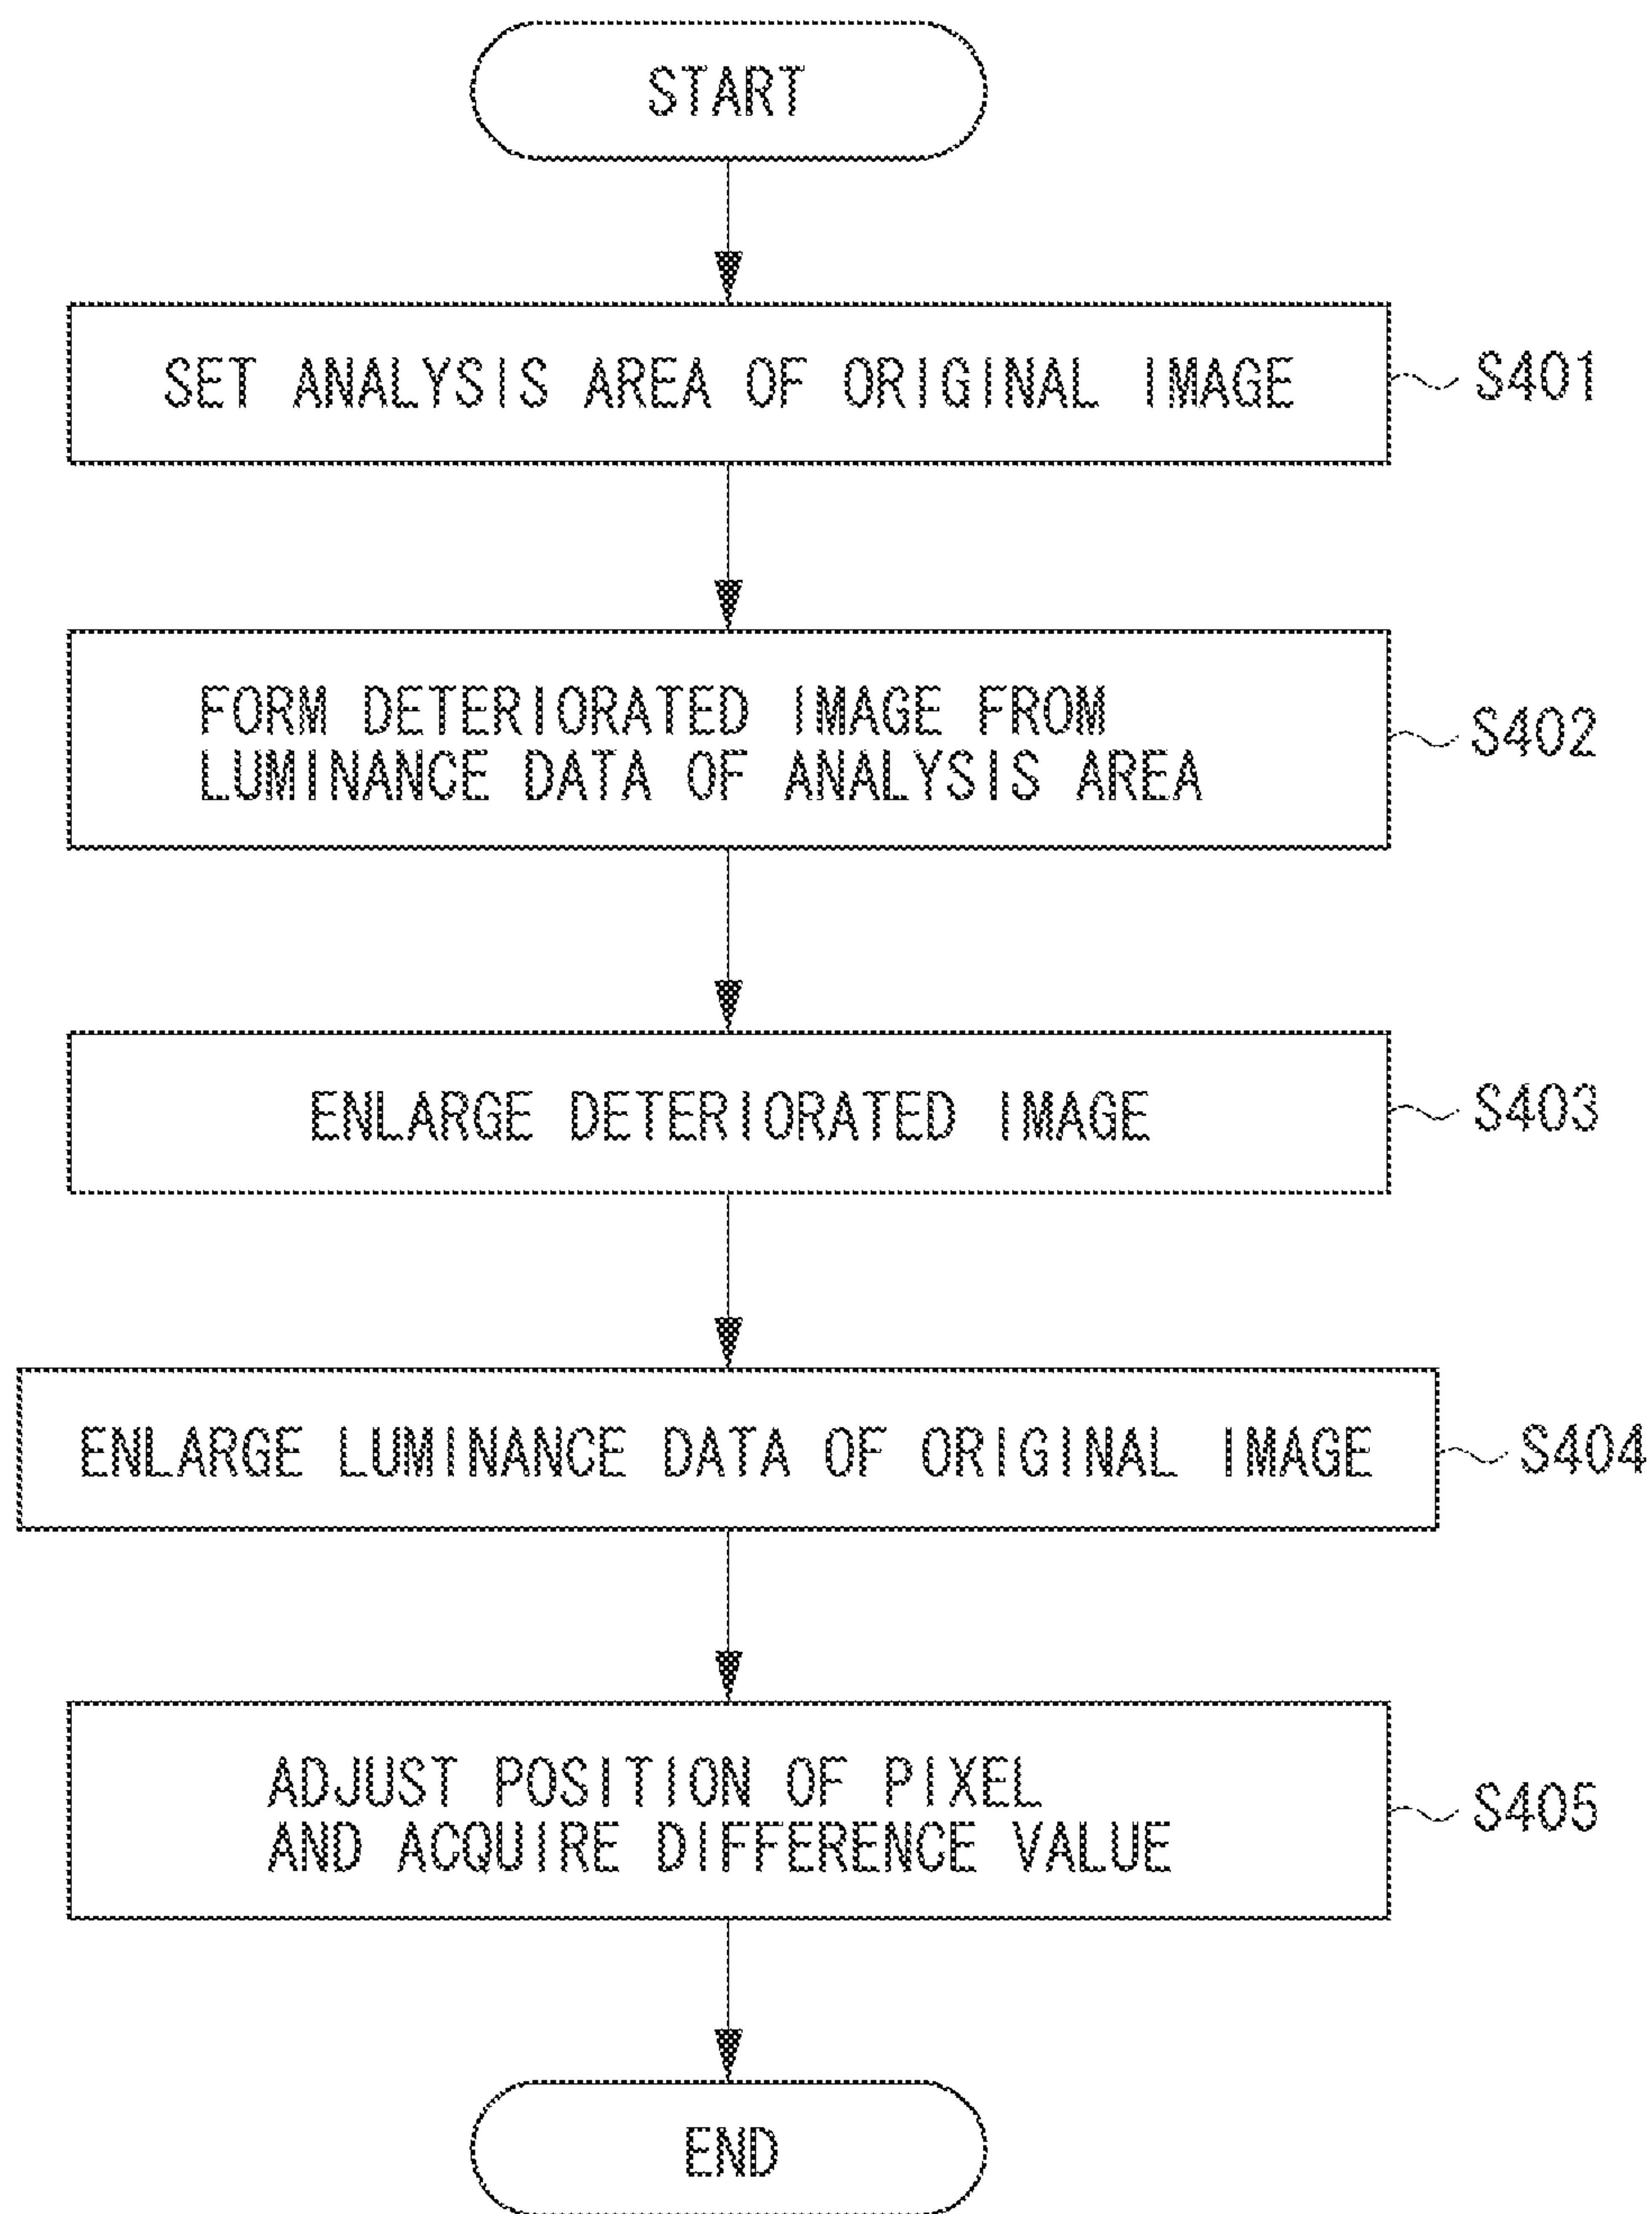 START
SET ANALYSIS AREA OF ORIGINAL IMAGE
S401
FORM DETERIORATED IMAGE FROM
LUMINANCE DATA OF ANALYSIS AREA
S402
ENLARGE DETERIORATED IMAGE
S403
ENLARGE LUMINANCE DATA OF ORIGINAL IMAGE
S404
ADJUST POSITION OF PIXEL
AND ACQUIRE DIFFERENCE VALUE
S405
END